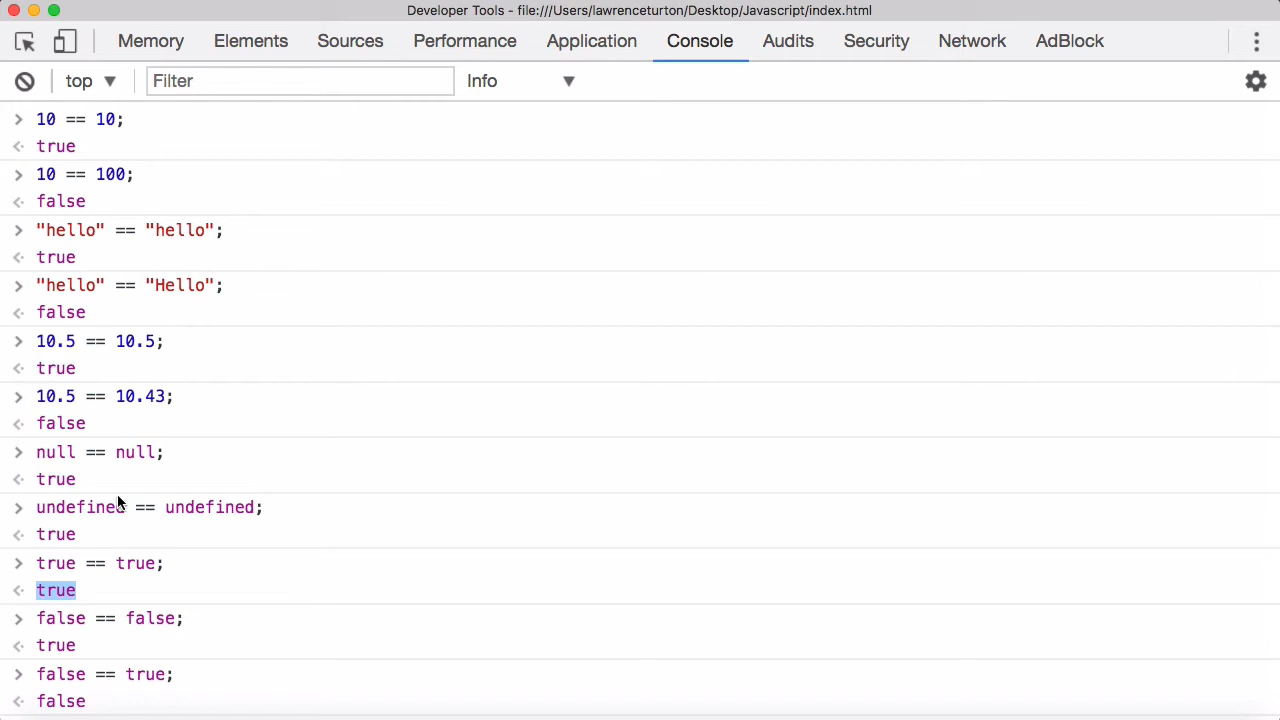 Developer Tools - file:///Users/lawrenceturton/Desktop/Javascript/index.html
Memory Elements Sources Performance Application Console Audits Security Network AdBlock
top Filter Info
10 == 10;
true
10 == 100;
false
"hello" == "hello";
true
"hello" == "Hello";
false
10.5 == 10.5;
true
10.5 == 10.43;
false
null == null;
true
undefined == undefined;
true
true == true;
true
false == false;
true
false == true;
false